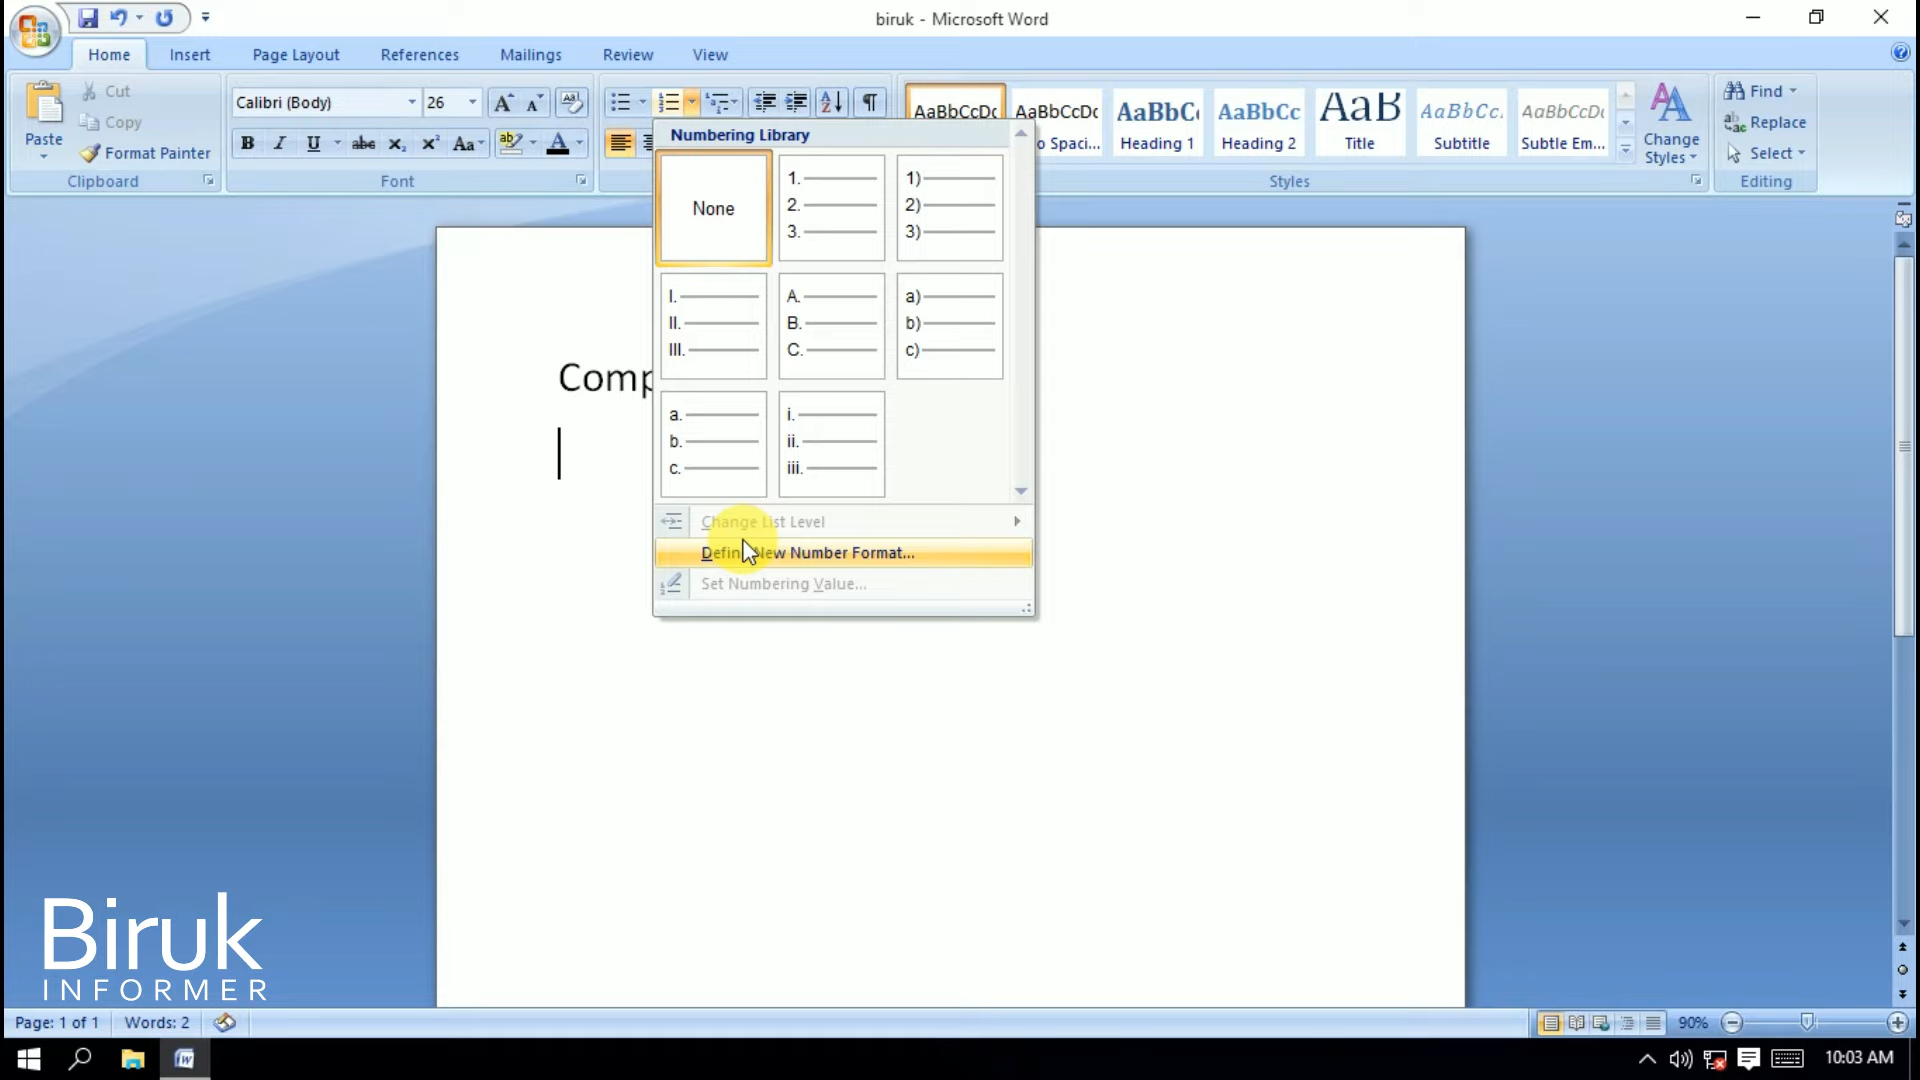 biruk - Microsoft Word
Home Insert Page Layout References Mailings Review View
Paste
Cut
Copy
Format Painter
Clipboard
Calibri (Body) 26
Font
AaBbCcDc AaBbCcDc AaBbC AaBbCc AaB AaBbCc. AaBbCcDc
o Spaci... Heading 1 Heading 2 Title Subtitle Subtle Em...
Change Styles
Styles
Find
Replace
Select
Editing
Numbering Library
None
1.
2.
3.
1)
2)
3)
I.
II.
III.
A.
B.
C.
a)
b)
c)
a.
b.
c.
i.
ii.
iii.
Change List Level
Define New Number Format...
Set Numbering Value...
Comp
Biruk
INFORMER
Page: 1 of 1 Words: 2 90%
10:03 AM